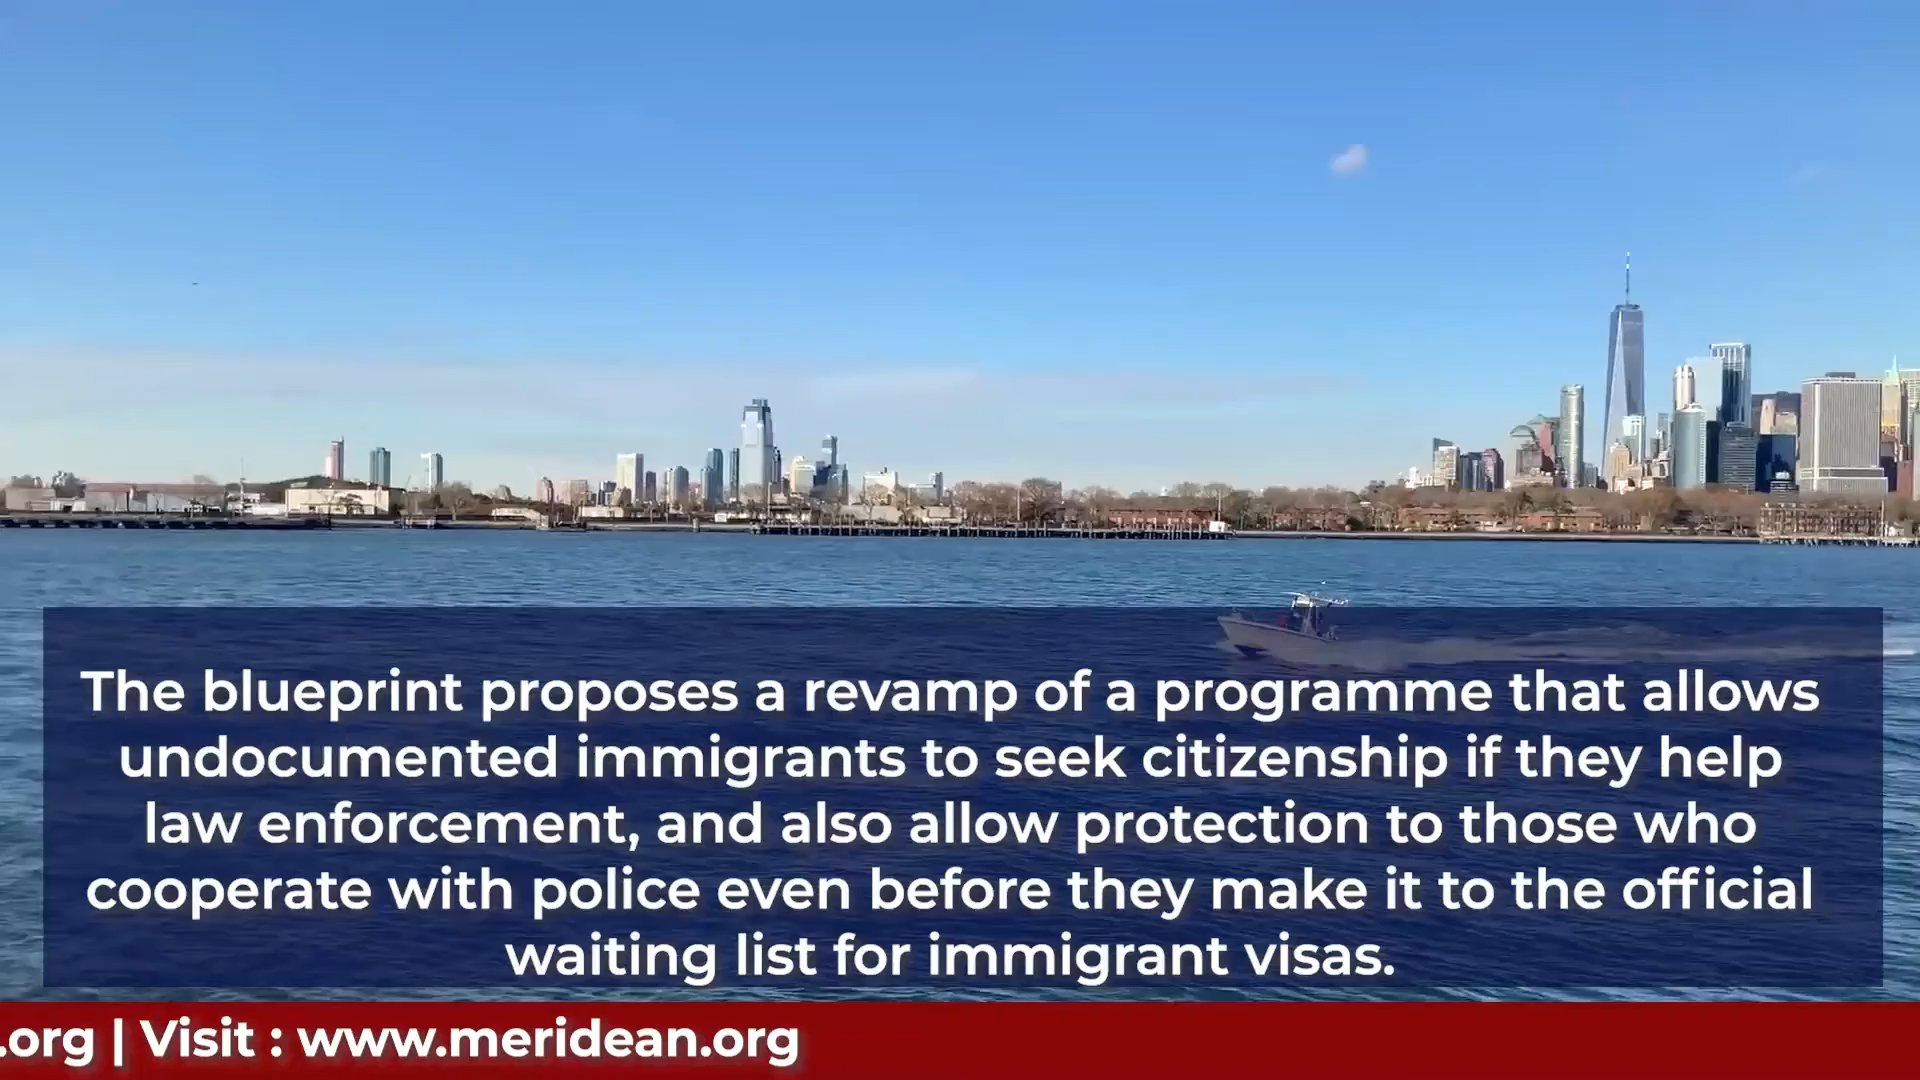 The blueprint proposes a revamp of a programme that allows
undocumented immigrants to seek citizenship if they help
law enforcement, and also allow protection to those who
cooperate with police even before they make it to the official
waiting list for immigrant visas.
.org | Visit : www.meridean.org